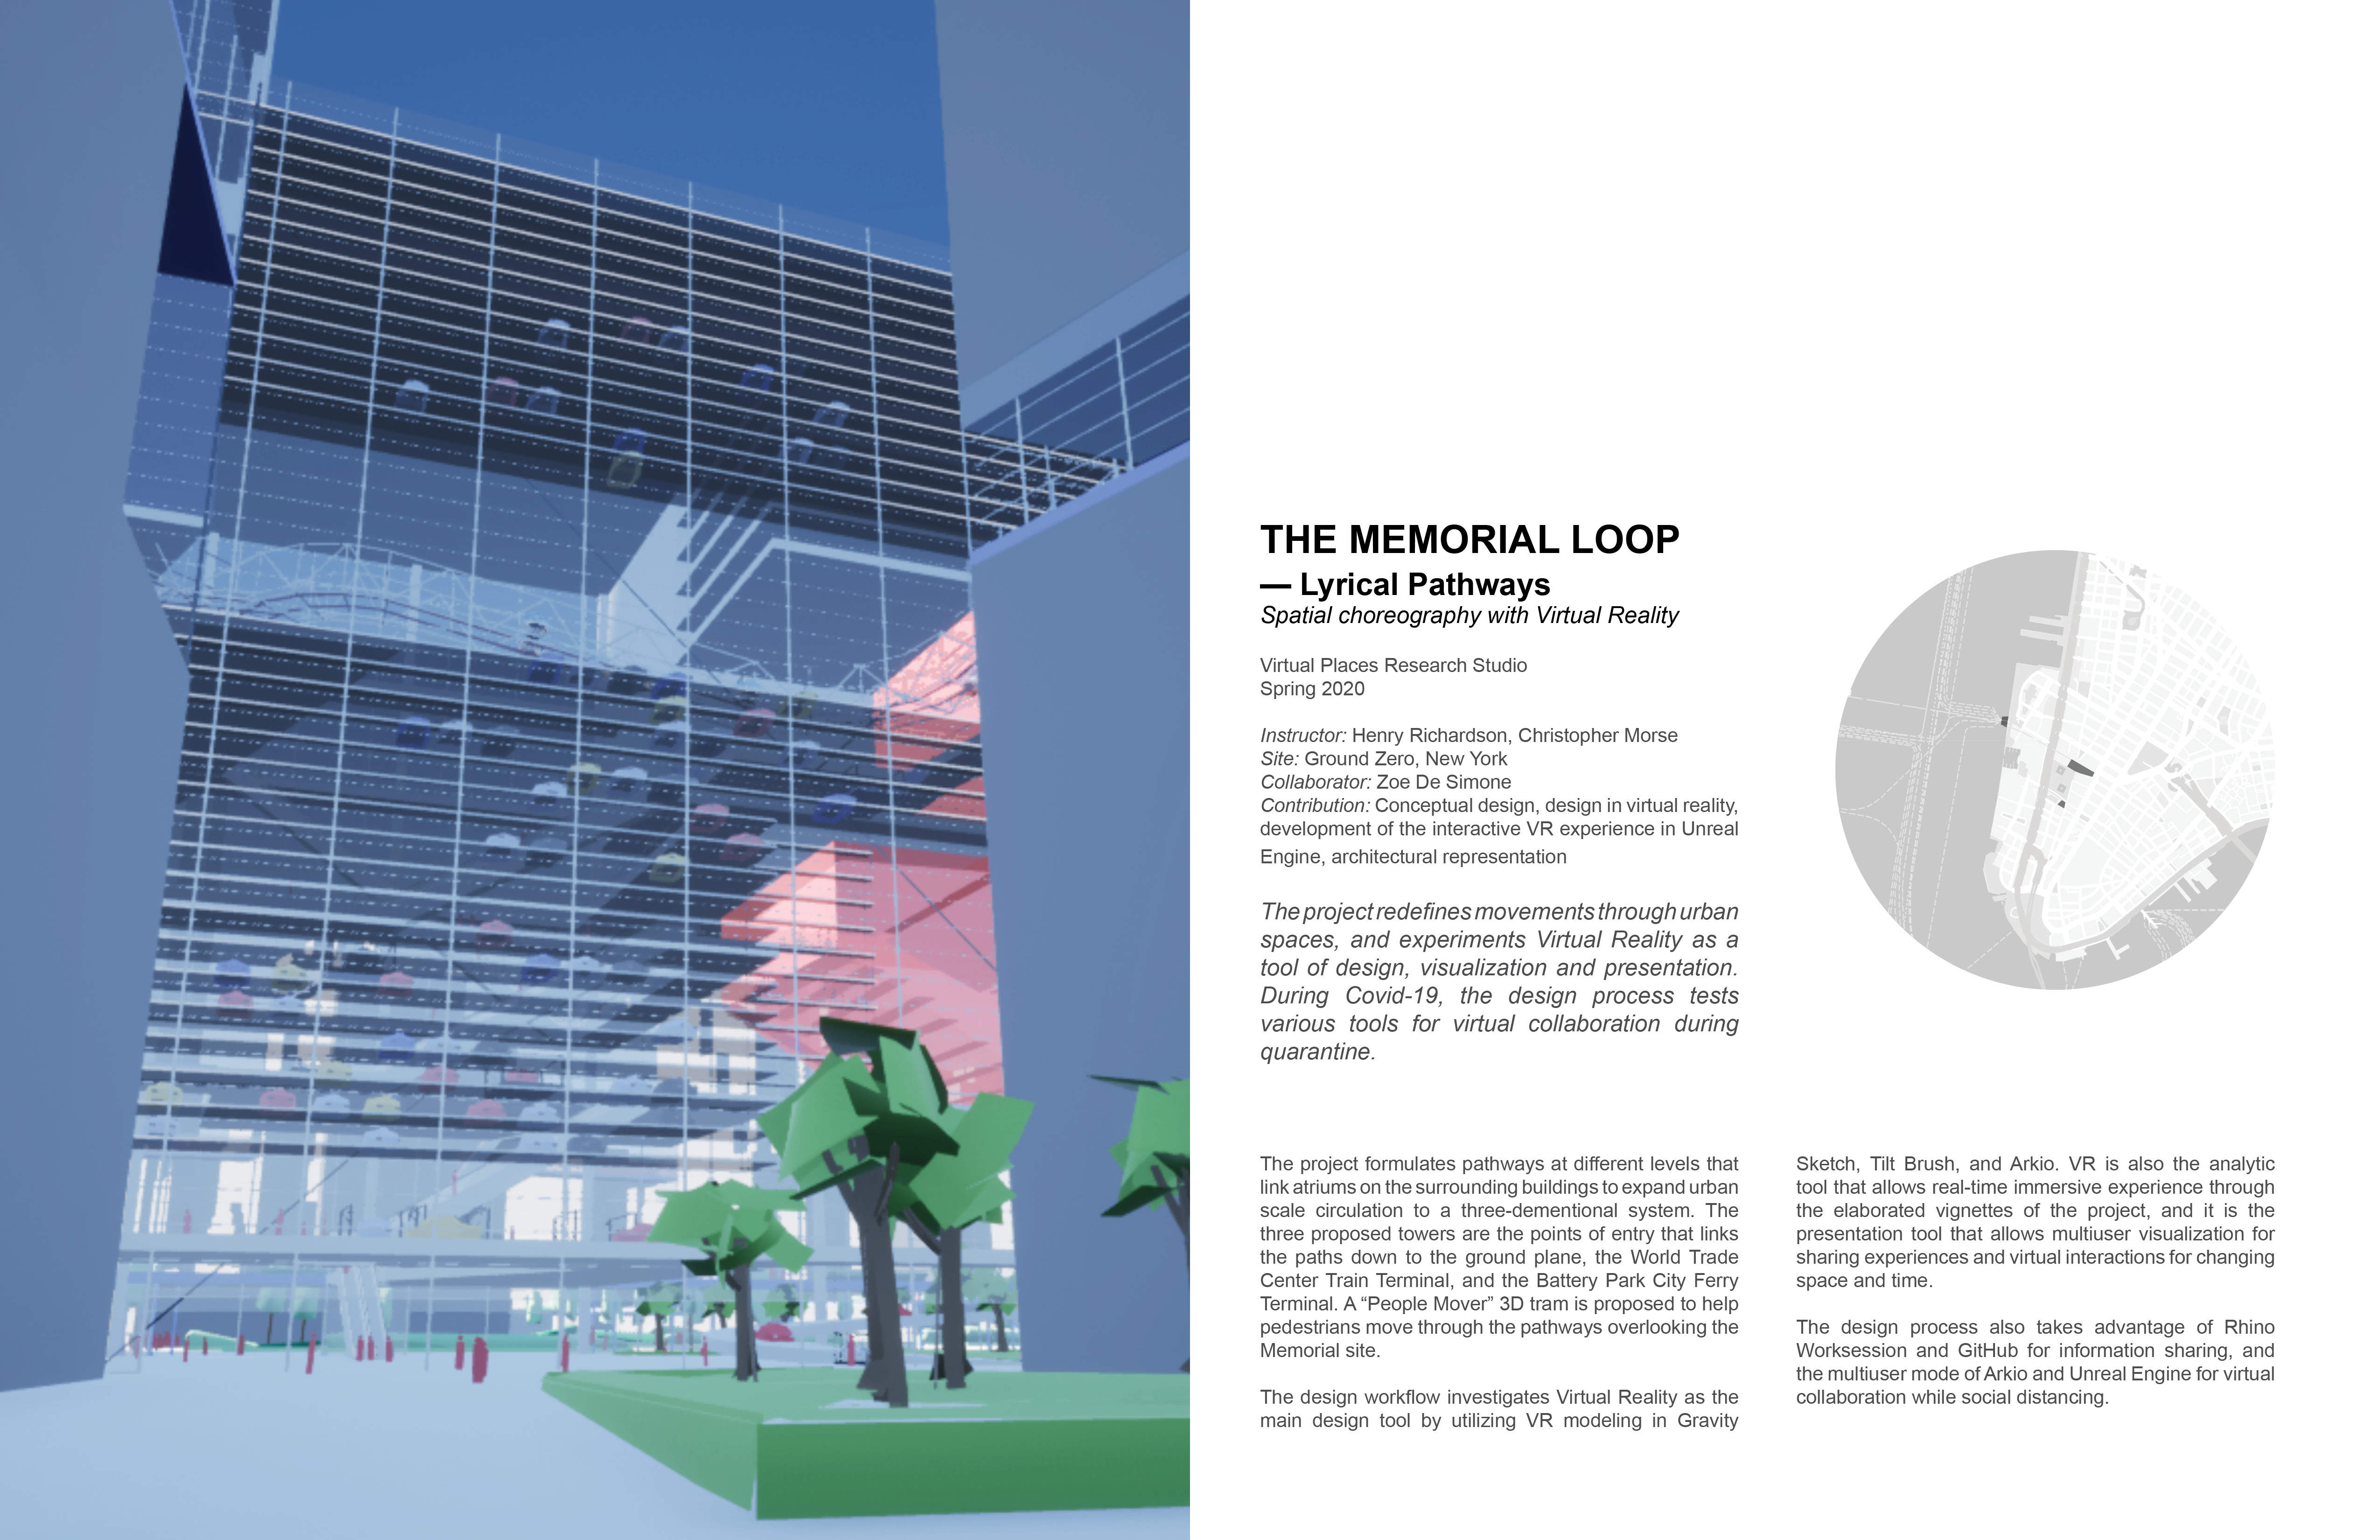 THE MEMORIAL LOOP
— Lyrical Pathways
Spatial choreography with Virtual Reality
Virtual Places Research Studio
Spring 2020
Instructor: Henry Richardson, Christopher Morse
Site: Ground Zero, New York
Collaborator: Zoe De Simone
Contribution: Conceptual design, design in virtual reality,
development of the interactive VR experience in Unreal
Engine, architectural representation
The project redefines movements through urban
spaces, and experiments Virtual Reality as a
tool of design, visualization and presentation.
During Covid-19, the design process tests
various tools for virtual collaboration during
quarantine.
The project formulates pathways at different levels that
link atriums on the surrounding buildings to expand urban
scale circulation to a three-dementional system. The
three proposed towers are the points of entry that links
the paths down to the ground plane, the World Trade
Center Train Terminal, and the Battery Park City Ferry
Terminal. A “People Mover” 3D tram is proposed to help
pedestrians move through the pathways overlooking the
Memorial site.
The design workflow investigates Virtual Reality as the
main design tool by utilizing VR modeling in Gravity
Sketch, Tilt Brush, and Arkio. VR is also the analytic
tool that allows real-time immersive experience through
the elaborated vignettes of the project, and it is the
presentation tool that allows multiuser visualization for
sharing experiences and virtual interactions for changing
space and time.
The design process also takes advantage of Rhino
Worksession and GitHub for information sharing, and
the multiuser mode of Arkio and Unreal Engine for virtual
collaboration while social distancing.